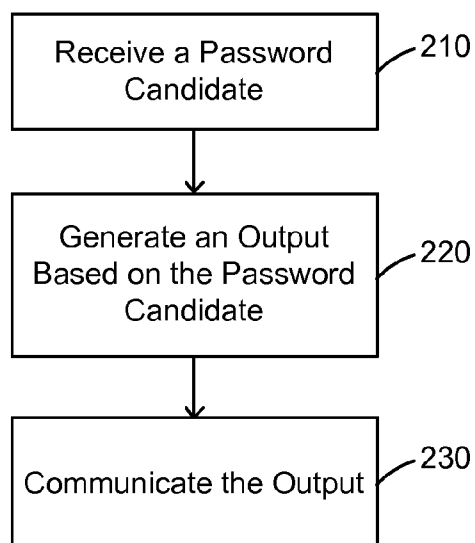 Receive a Password
Candidate
210
Generate an Output
Based on the Password
Candidate
220
Communicate the Output
230